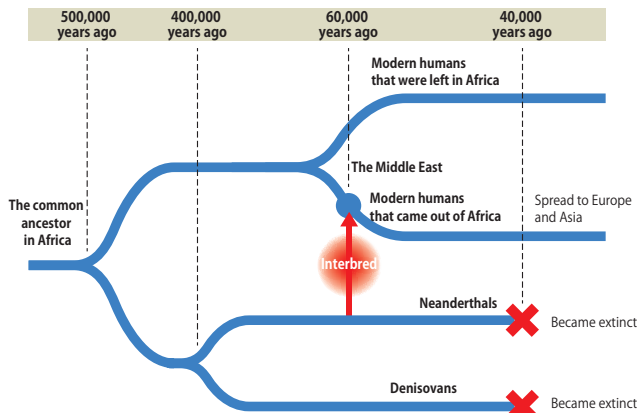 500,000
years ago
400,000
years ago
60,000
years ago
40,000
years ago
Modern humans
that were left in Africa
The Middle East
The common
ancestor
in Africa
Modern humans
that came out of Africa
Spread to Europe
and Asia
Interbred
Neanderthals
Became extinct
Denisovans
Became extinct